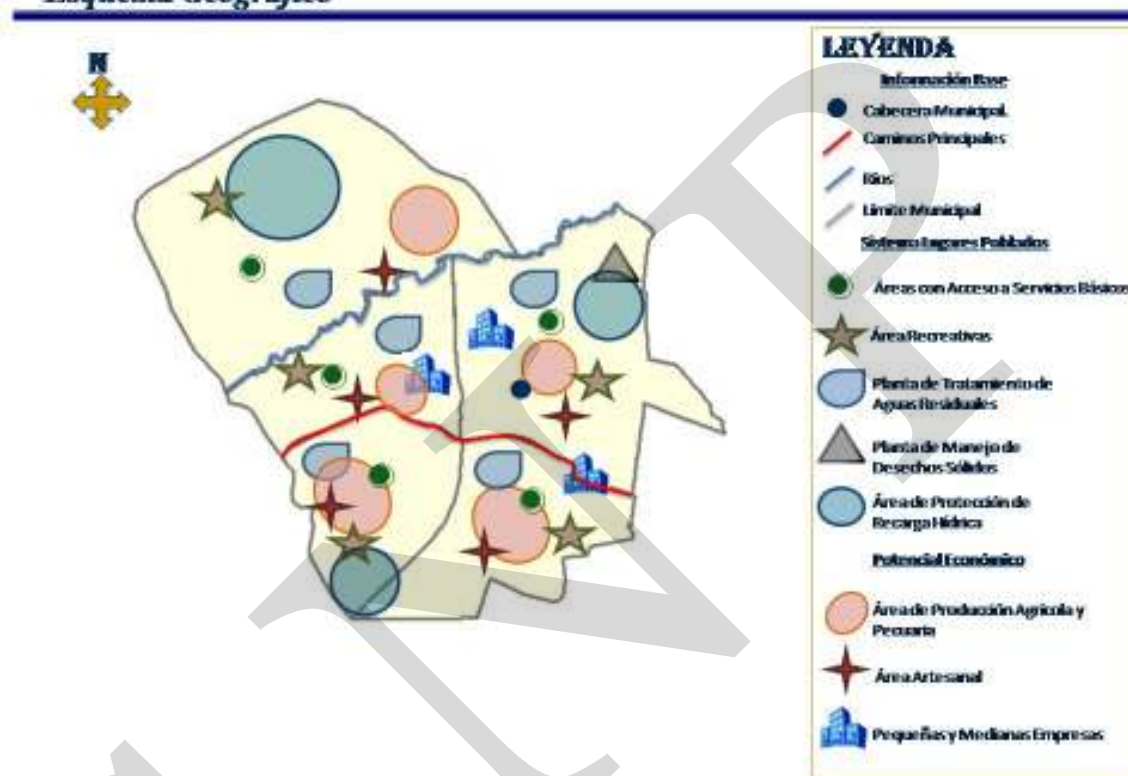 Esquema Geográfico
N
LEYENDA
Información Base
Cabecera Municipal.
Caminos Principales
Ríos
Límite Municipal
Sistema Lugares Poblados
Áreas con Acceso a Servicios Básicos
Área Recreativas
Planta de Tratamiento de
Aguas Residuales
Planta de Manejo de
Desechos Sólidos
Área de Protección de
Recarga Hídrica
Potencial Económico
Área de Producción Agrícola y
Pecuaria
Área Artesanal
Pequeñas y Medianas Empresas